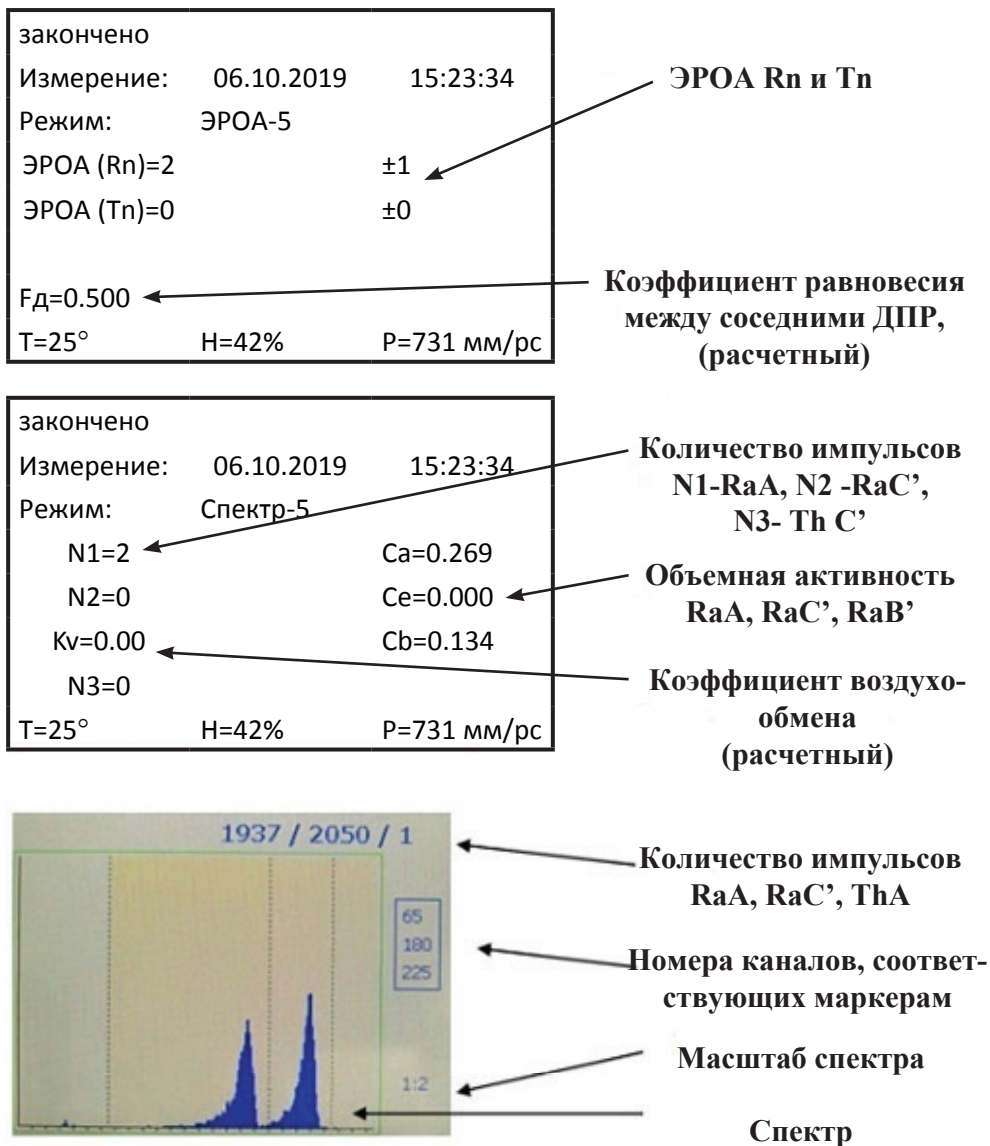 закончено
Измерение: 06.10.2019 15:23:34
Режим: ЭРОА-5
ЭРОА (Rn)=2 ±1
ЭРОА (Tn)=0 ±0
Fд=0.500
T=25° H=42% P=731 мм/рс
ЭРОА Rn и Tn
Коэффициент равновесия
между соседними ДПР,
(расчетный)
закончено
Измерение: 06.10.2019 15:23:34
Режим: Спектр-5
N1=2 Ca=0.269
N2=0 Ce=0.000
Kv=0.00 Cb=0.134
N3=0
T=25° H=42% P=731 мм/рс
Количество импульсов
N1-RaA, N2 -RaC’,
N3- Th C’
Объемная активность
RaA, RaC’, RaB’
Коэффициент воздухо-
обмена
(расчетный)
1937 / 2050 / 1
65
180
225
1:2
Количество импульсов
RaA, RaC’, ThA
Номера каналов, соответ-
ствующих маркерам
Масштаб спектра
Спектр